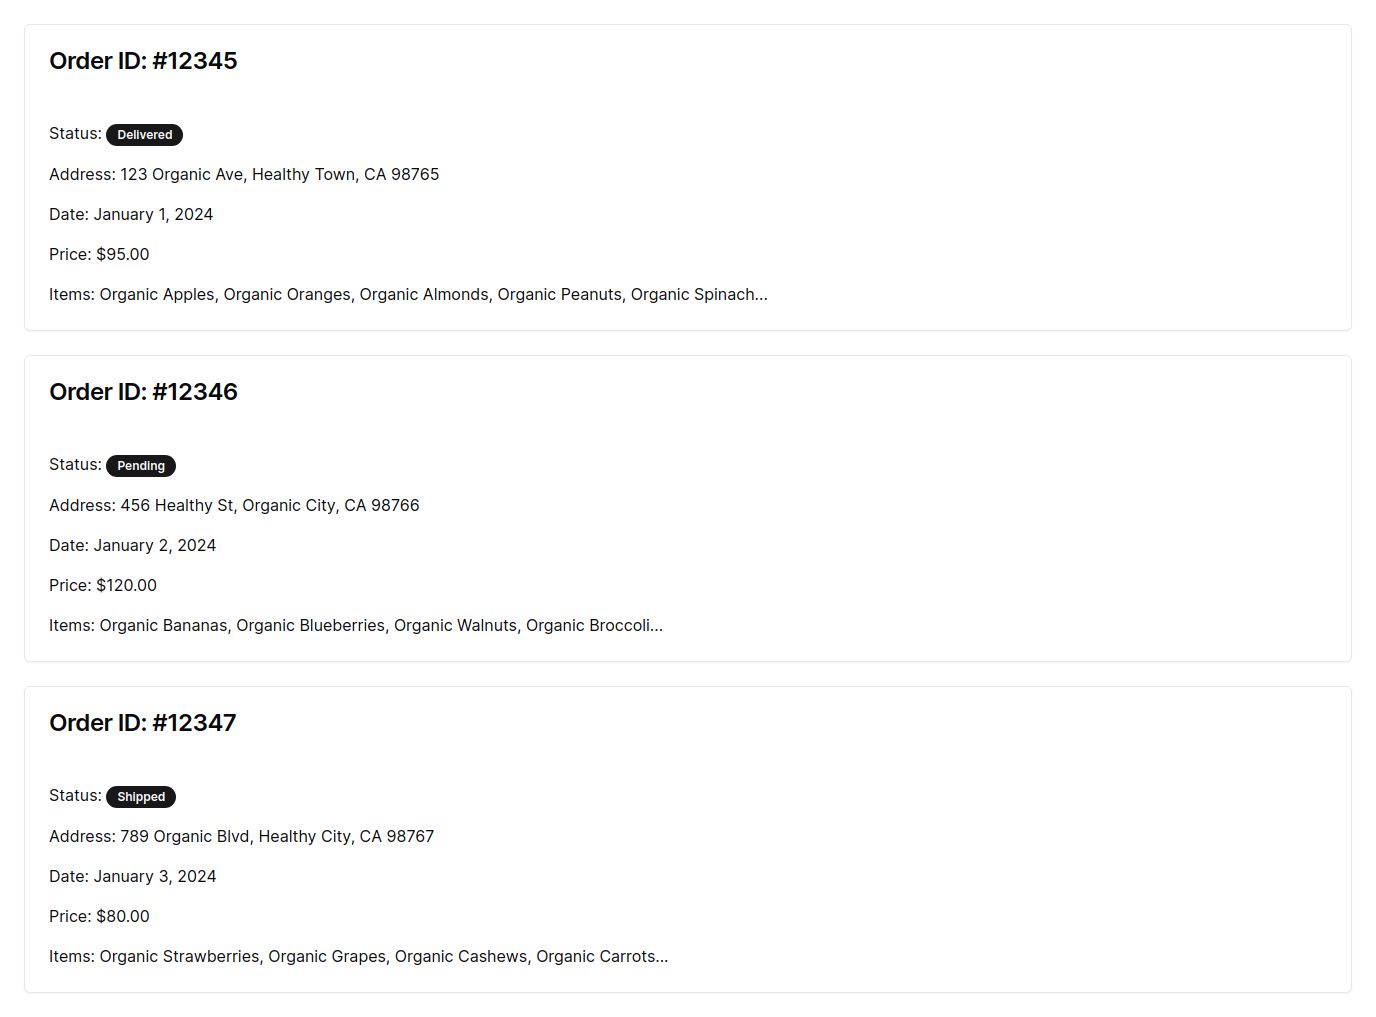 Order ID: #12345
Status: Delivered
Address: 123 Organic Ave, Healthy Town, CA 98765
Date: January 1, 2024
Price: $95.00
Items: Organic Apples, Organic Oranges, Organic Almonds, Organic Peanuts, Organic Spinach...
Order ID: #12346
Status: Pending
Address: 456 Healthy St, Organic City, CA 98766
Date: January 2, 2024
Price: $120.00
Items: Organic Bananas, Organic Blueberries, Organic Walnuts, Organic Broccoli...
Order ID: #12347
Status: Shipped
Address: 789 Organic Blvd, Healthy City, CA 98767
Date: January 3, 2024
Price: $80.00
Items: Organic Strawberries, Organic Grapes, Organic Cashews, Organic Carrots...